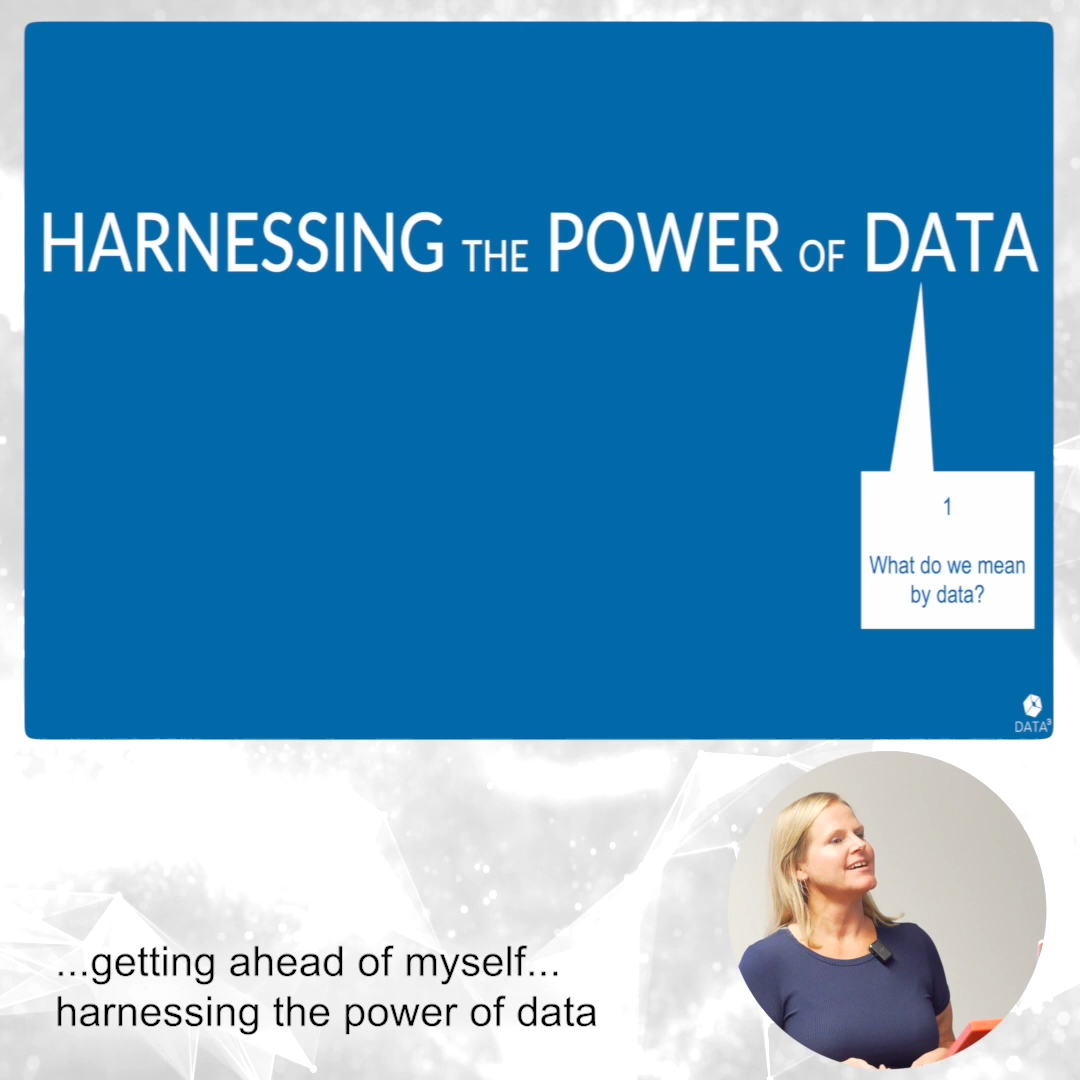 HARNESSING THE POWER OF DATA
1
What do we mean
by data?
DATA³
...getting ahead of myself...
harnessing the power of data